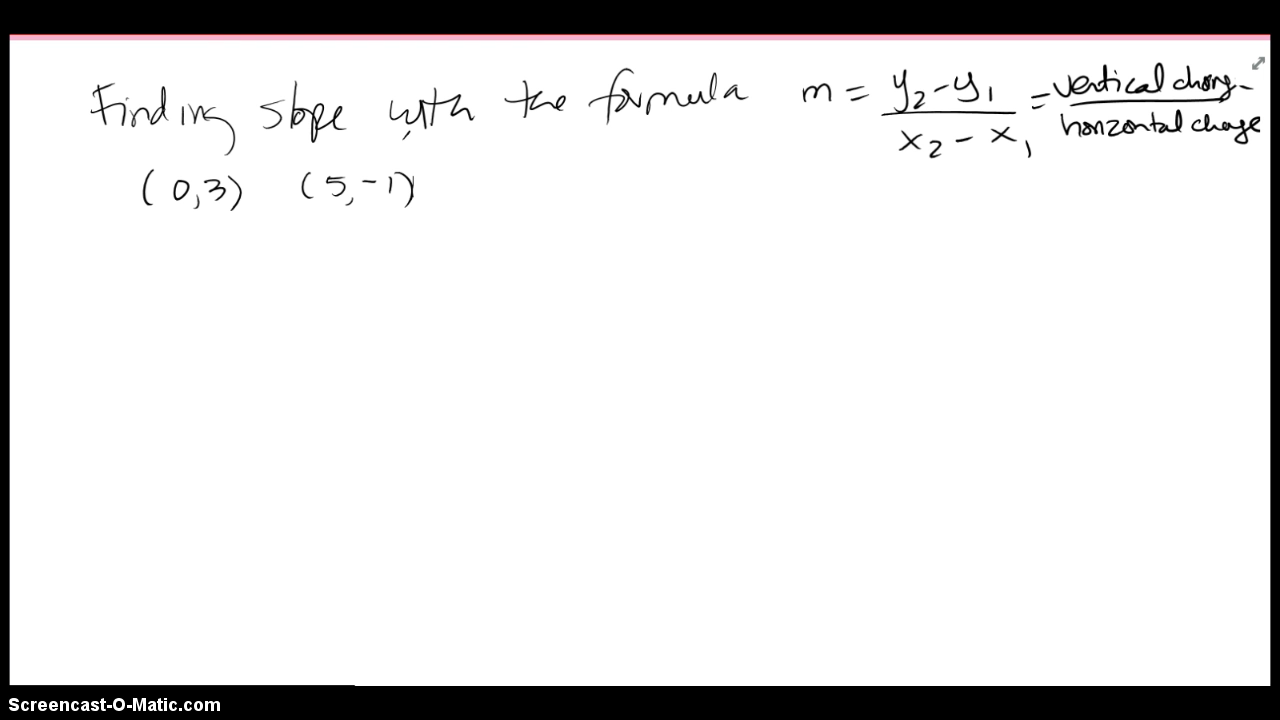 Finding slope with the formula m = y₂ - y₁ / x₂ - x₁ = vertical chang / horizontal change
(0,3) (5,-1)
Screencast-O-Matic.com